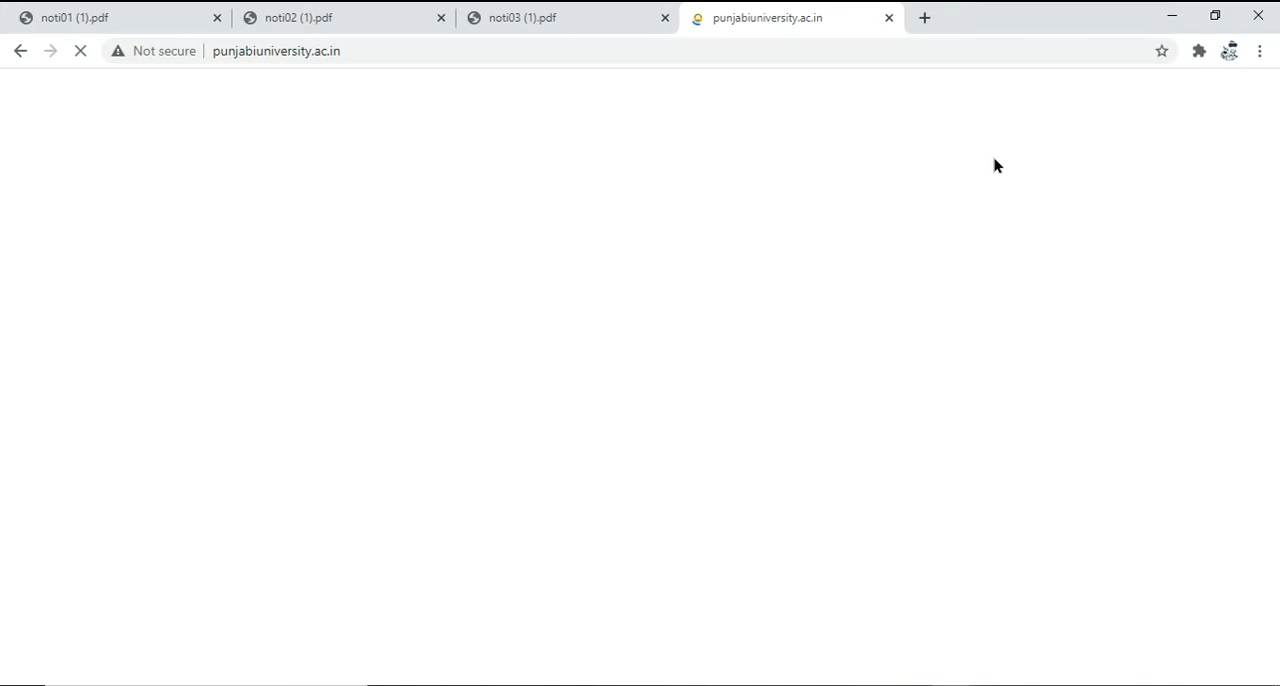 noti01 (1).pdf
noti02 (1).pdf
noti03 (1).pdf
punjabiuniversity.ac.in
Not secure
punjabiuniversity.ac.in